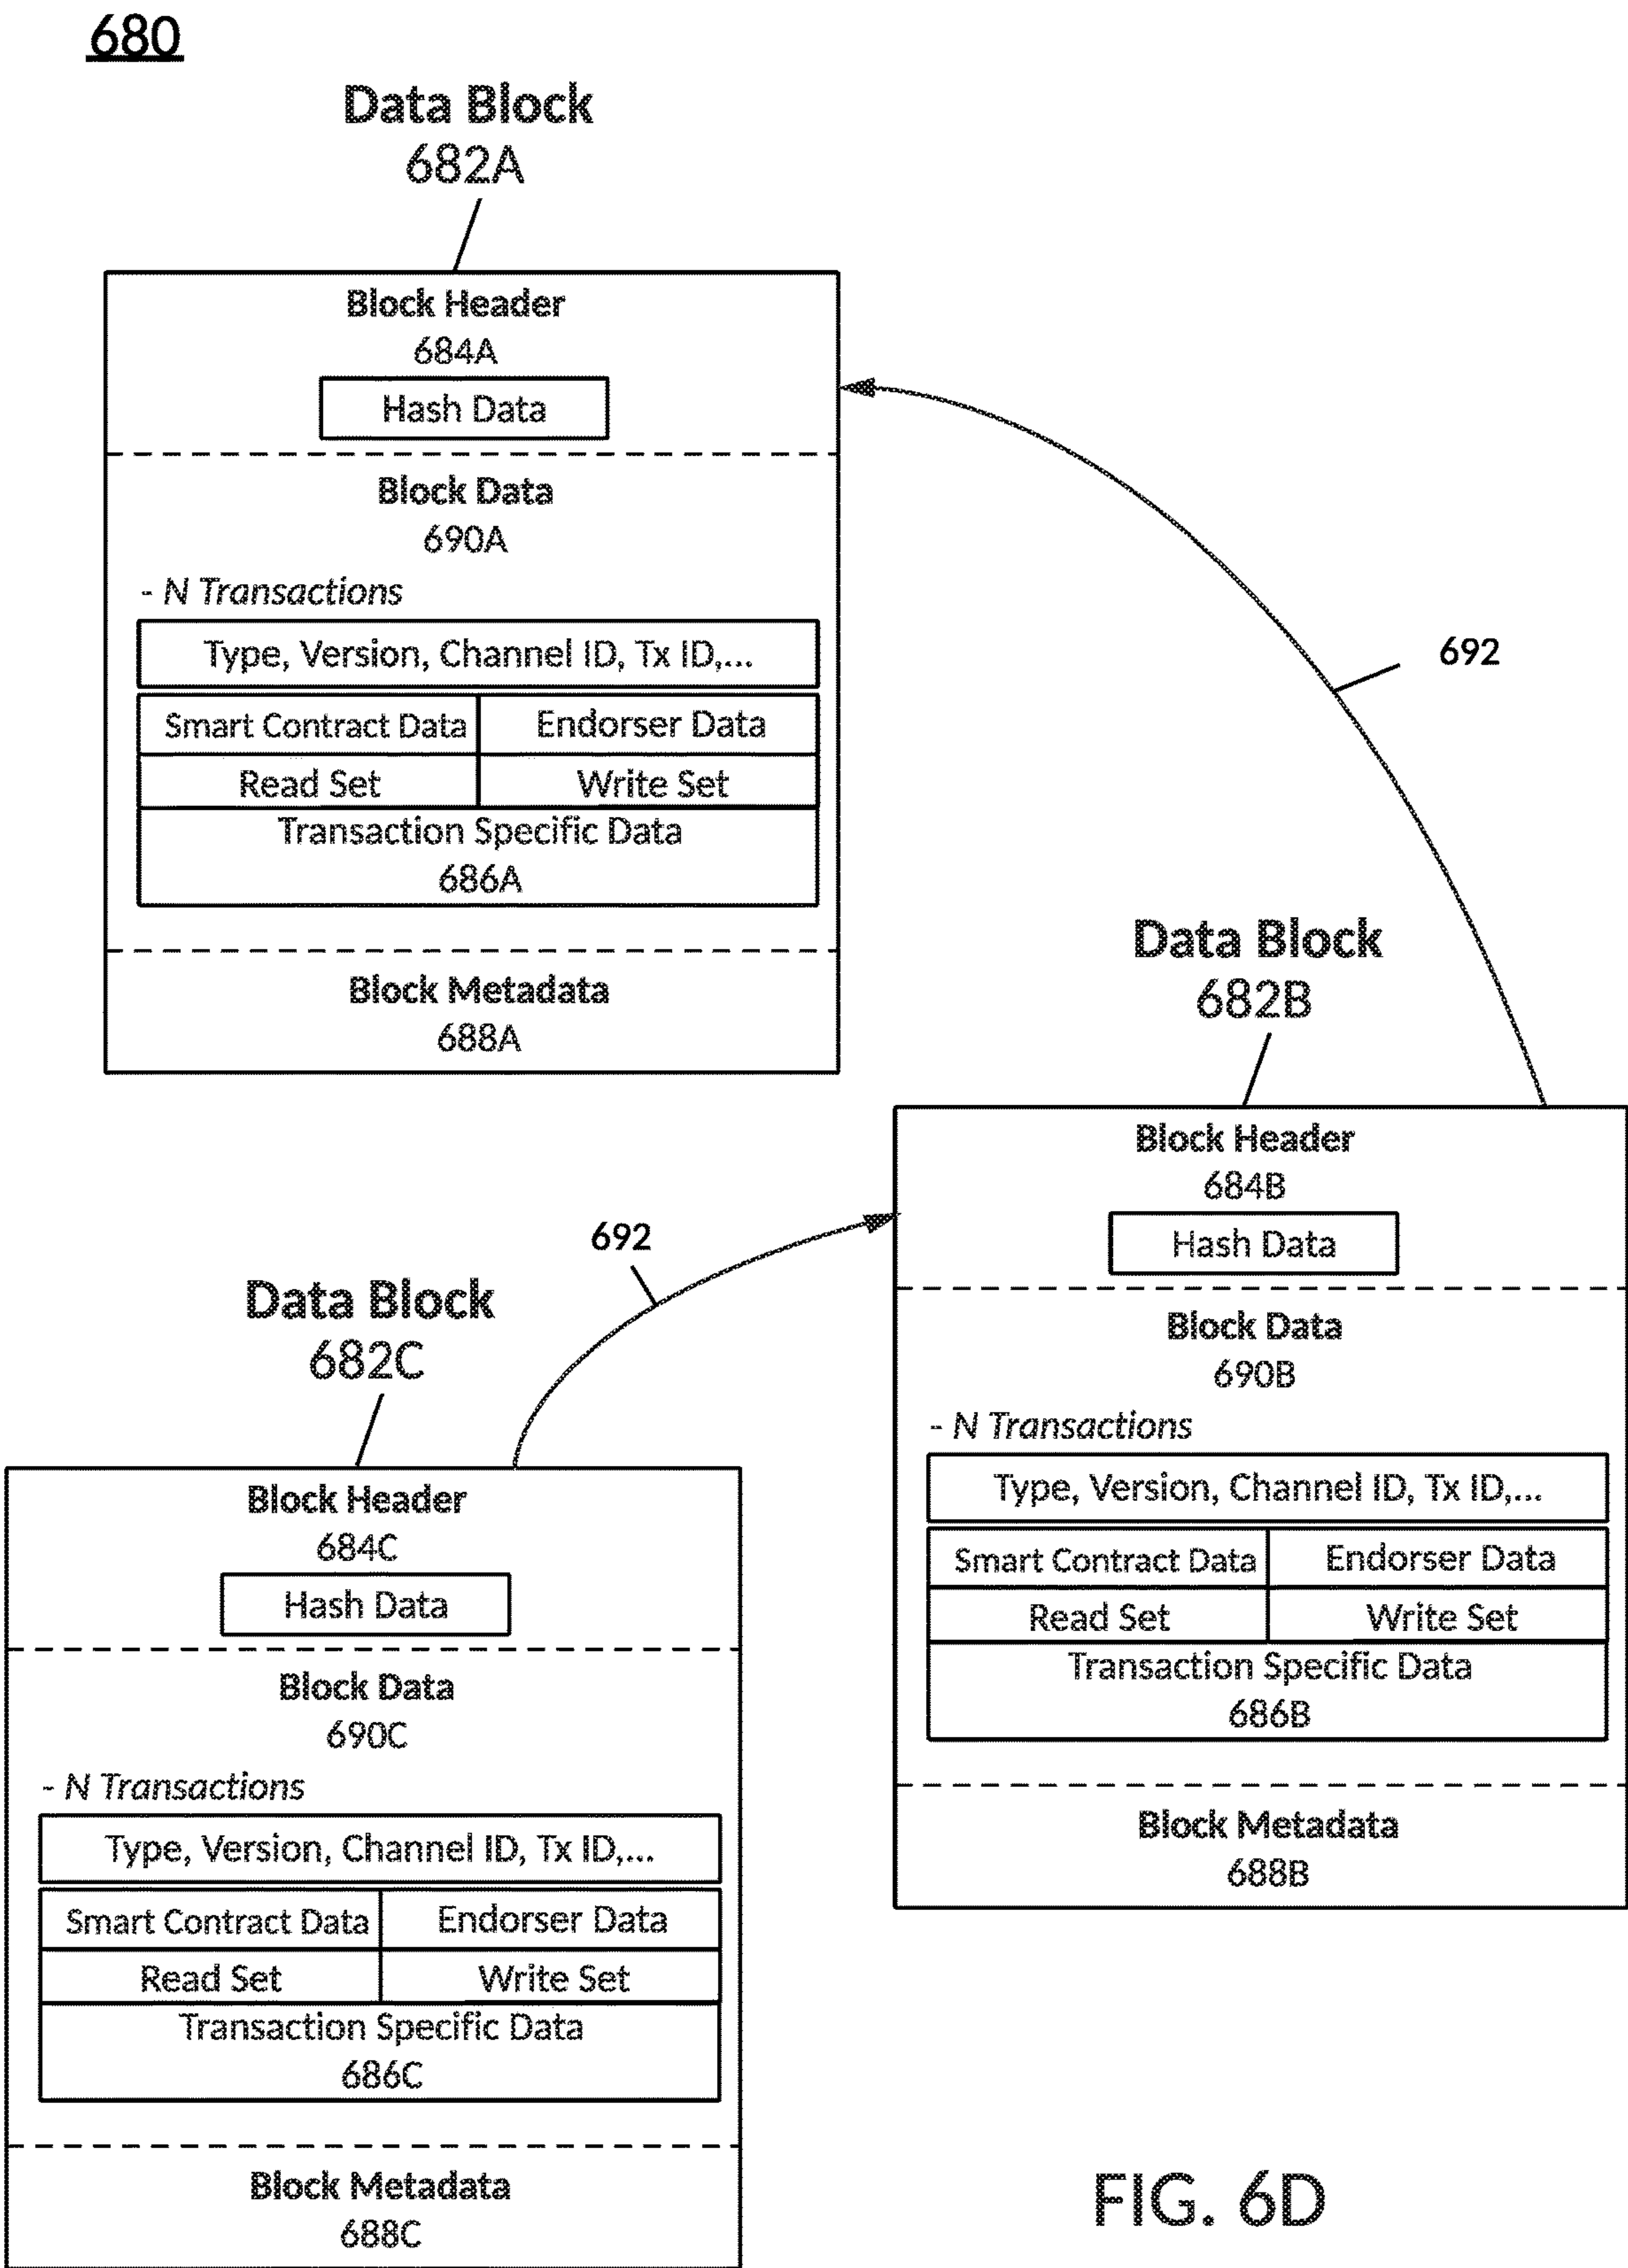 680
Data Block
682A
Block Header
684A
Hash Data
Block Data
690A
- N Transactions
Type, Version, Channel ID, Tx ID,...
Smart Contract Data Endorser Data
Read Set Write Set
Transaction Specific Data
686A
Block Metadata
688A
692
Data Block
682B
Block Header
684B
Hash Data
Block Data
690B
- N Transactions
Type, Version, Channel ID, Tx ID,...
Smart Contract Data Endorser Data
Read Set Write Set
Transaction Specific Data
686B
Block Metadata
688B
692
Data Block
682C
Block Header
684C
Hash Data
Block Data
690C
- N Transactions
Type, Version, Channel ID, Tx ID,...
Smart Contract Data Endorser Data
Read Set Write Set
Transaction Specific Data
686C
Block Metadata
688C
FIG. 6D